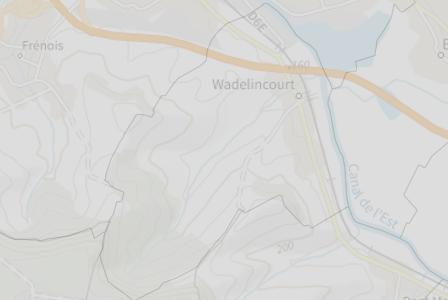 D6E
Frénois
160
Wadelincourt
Canal de l'Est
200